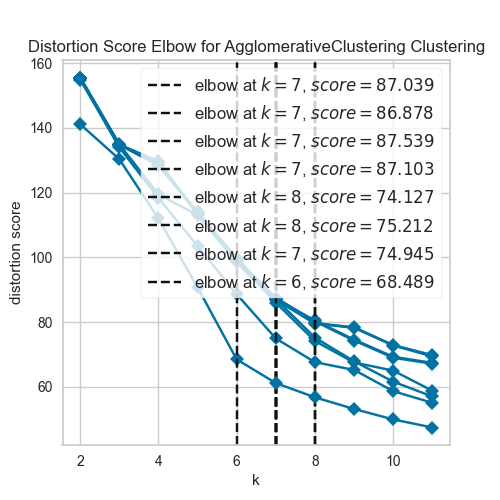 Distortion Score Elbow for AgglomerativeClustering Clustering
160
140
120
100
80
60
distortion score
elbow at k = 7, score = 87.039
elbow at k = 7, score = 86.878
elbow at k = 7, score = 87.539
elbow at k = 7, score = 87.103
elbow at k = 8, score = 74.127
elbow at k = 8, score = 75.212
elbow at k = 7, score = 74.945
elbow at k = 6, score = 68.489
2 4 6 8 10
k